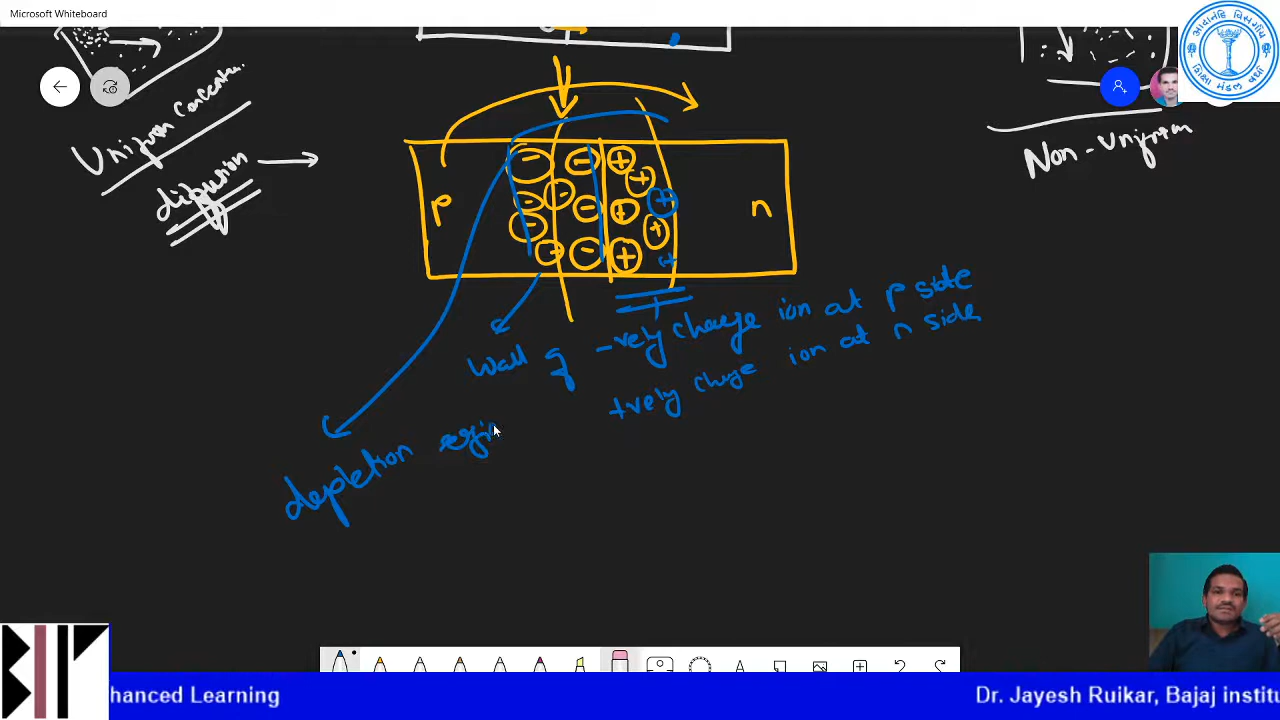 Microsoft Whiteboard
Uniform Concentra.
diffusion
Non-Uniform
p
n
wall of -vely charge ion at p side
+vely charge ion at n side
depletion regin
hanced Learning
Dr. Jayesh Ruikar, Bajaj institu